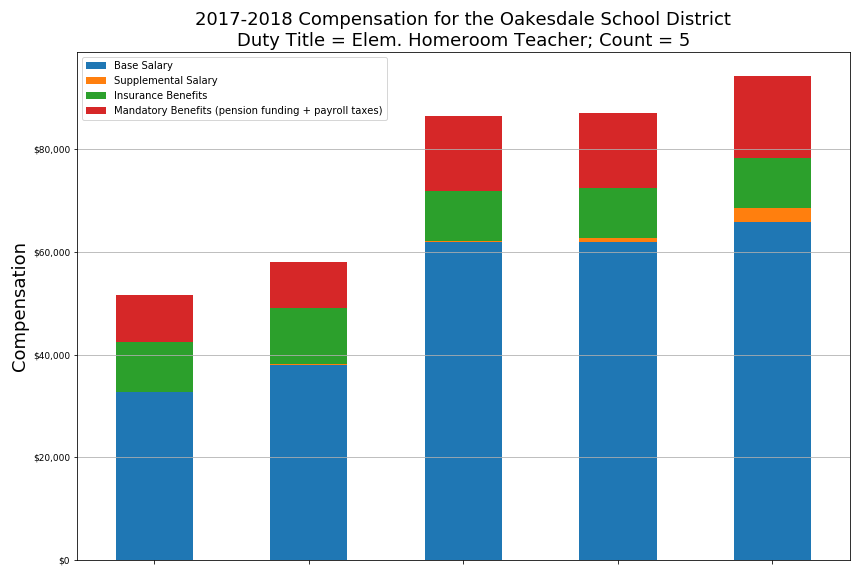 2017-2018 Compensation for the Oakesdale School District
Duty Title = Elem. Homeroom Teacher; Count = 5
Base Salary
Supplemental Salary
Insurance Benefits
Mandatory Benefits (pension funding + payroll taxes)
$80,000
$60,000
$40,000
$20,000
$0
Compensation